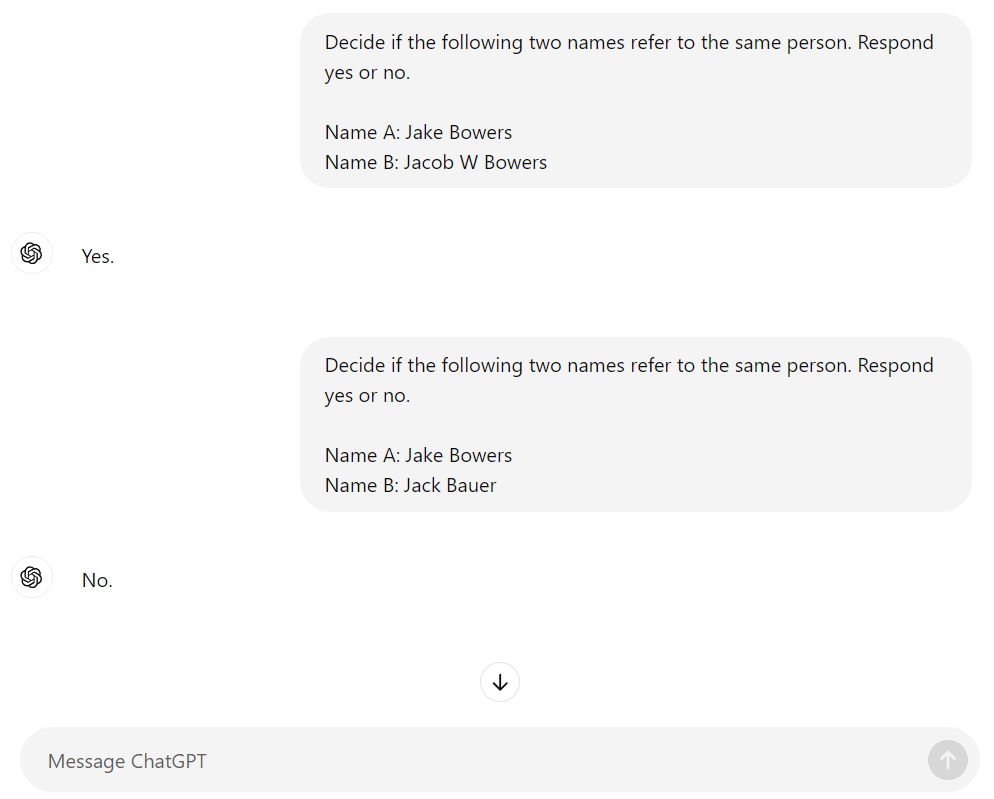 Decide if the following two names refer to the same person. Respond
yes or no.
Name A: Jake Bowers
Name B: Jacob W Bowers
Yes.
Decide if the following two names refer to the same person. Respond
yes or no.
Name A: Jake Bowers
Name B: Jack Bauer
No.
Message ChatGPT